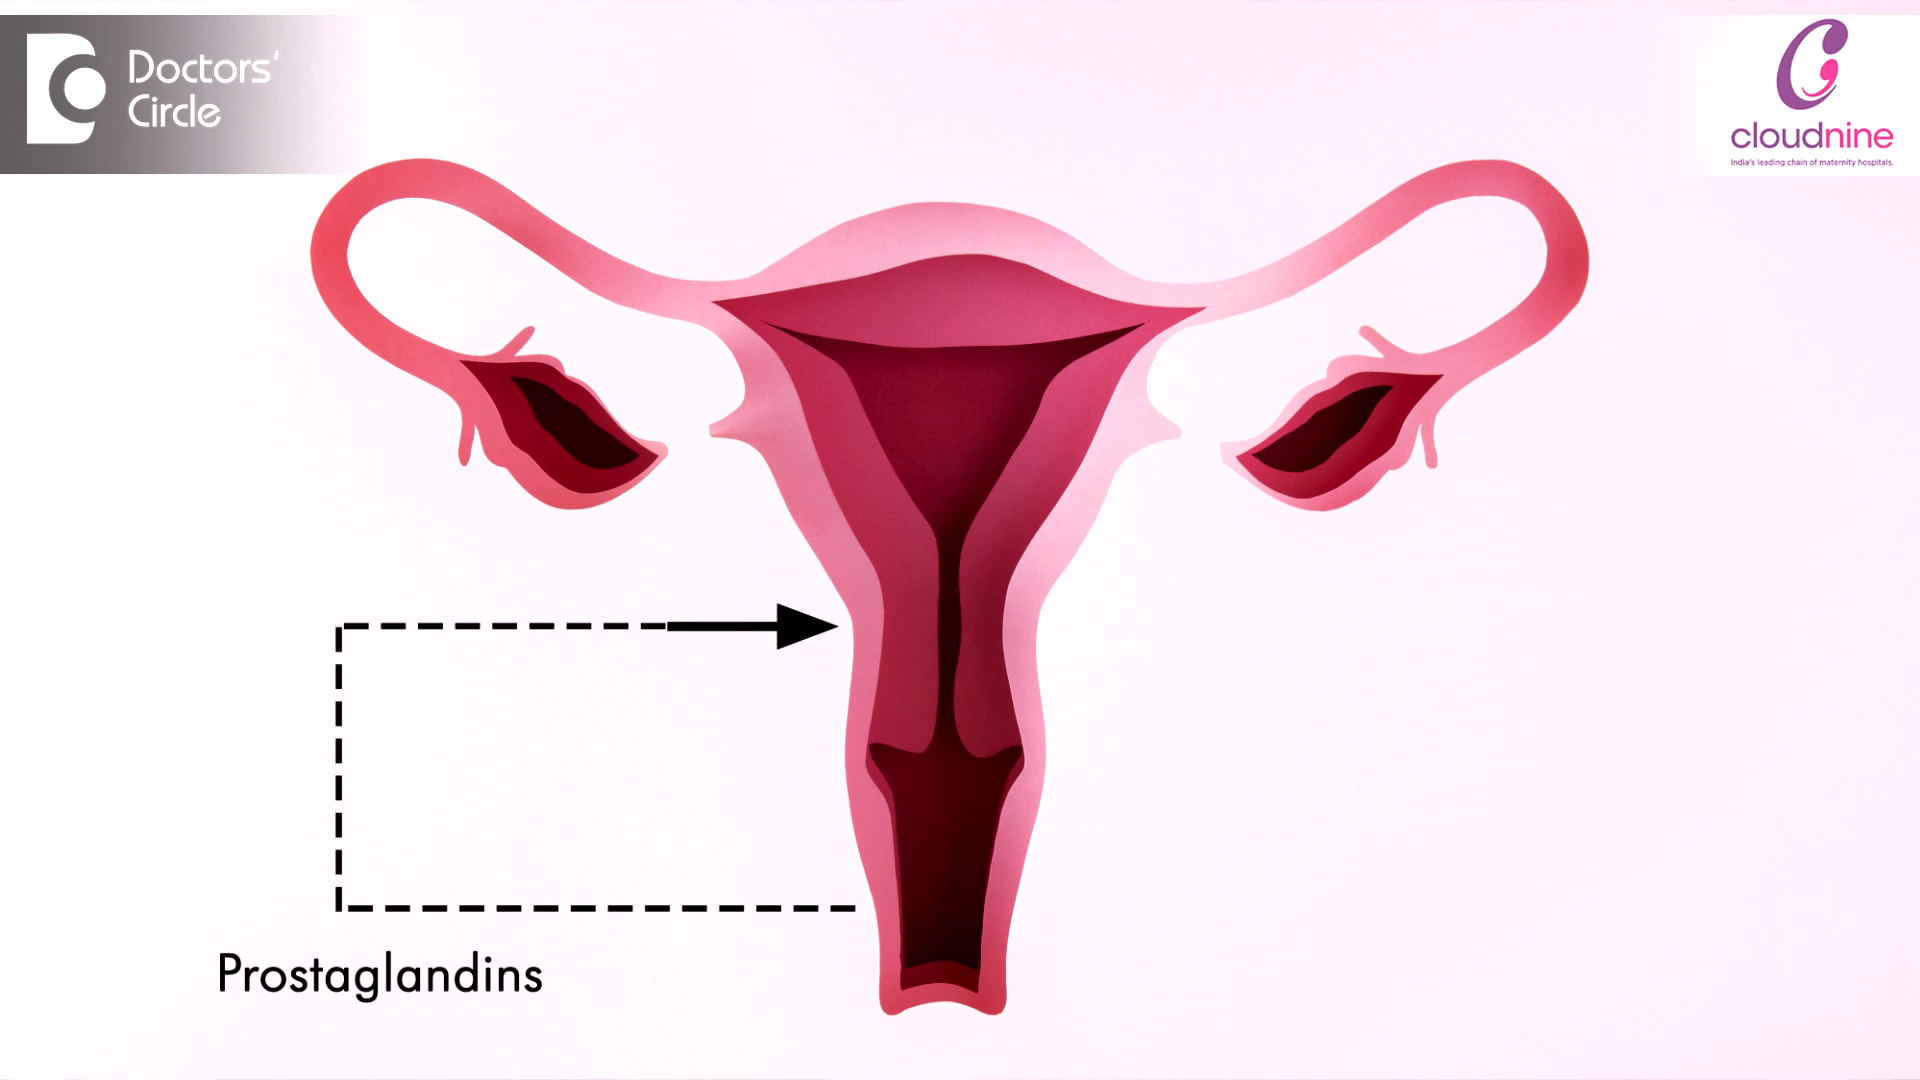 Doctors'
Circle
cloudnine
India's leading chain of maternity hospitals.
Prostaglandins